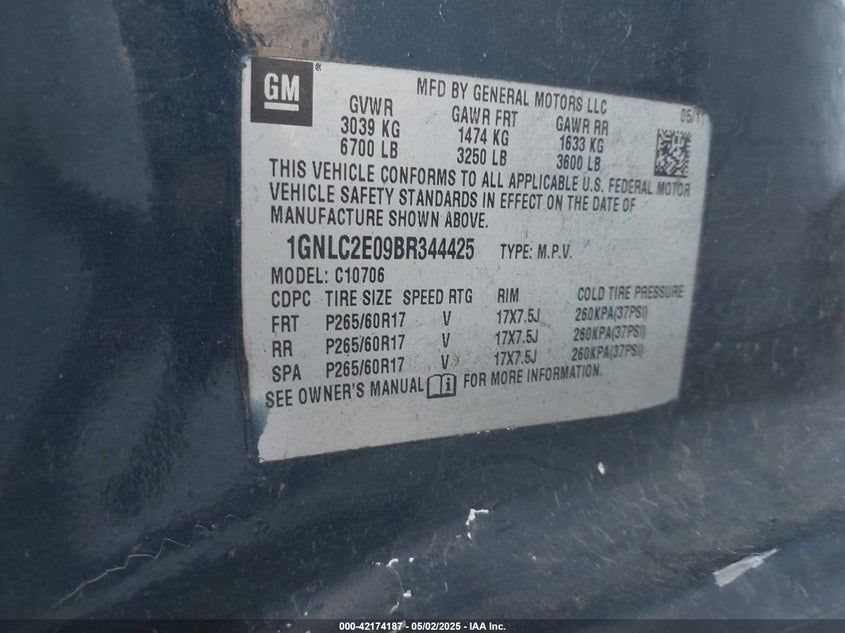 GM
MFD BY GENERAL MOTORS LLC
GVWR GAWR FRT GAWR RR
3039 KG 1474 KG 1633 KG
6700 LB 3250 LB 3600 LB
THIS VEHICLE CONFORMS TO ALL APPLICABLE U.S. FEDERAL MOTOR
VEHICLE SAFETY STANDARDS IN EFFECT ON THE DATE OF
MANUFACTURE SHOWN ABOVE.
1GNLC2E09BR344425 TYPE: M.P.V.
MODEL: C10706
CDPC TIRE SIZE SPEED RTG RIM COLD TIRE PRESSURE
FRT P265/60R17 V 17X7.5J 260KPA(37PSI)
RR P265/60R17 V 17X7.5J 260KPA(37PSI)
SPA P265/60R17 V 17X7.5J 260KPA(37PSI)
SEE OWNER'S MANUAL FOR MORE INFORMATION.
000-42174187 - 05/02/2025 - IAA Inc.